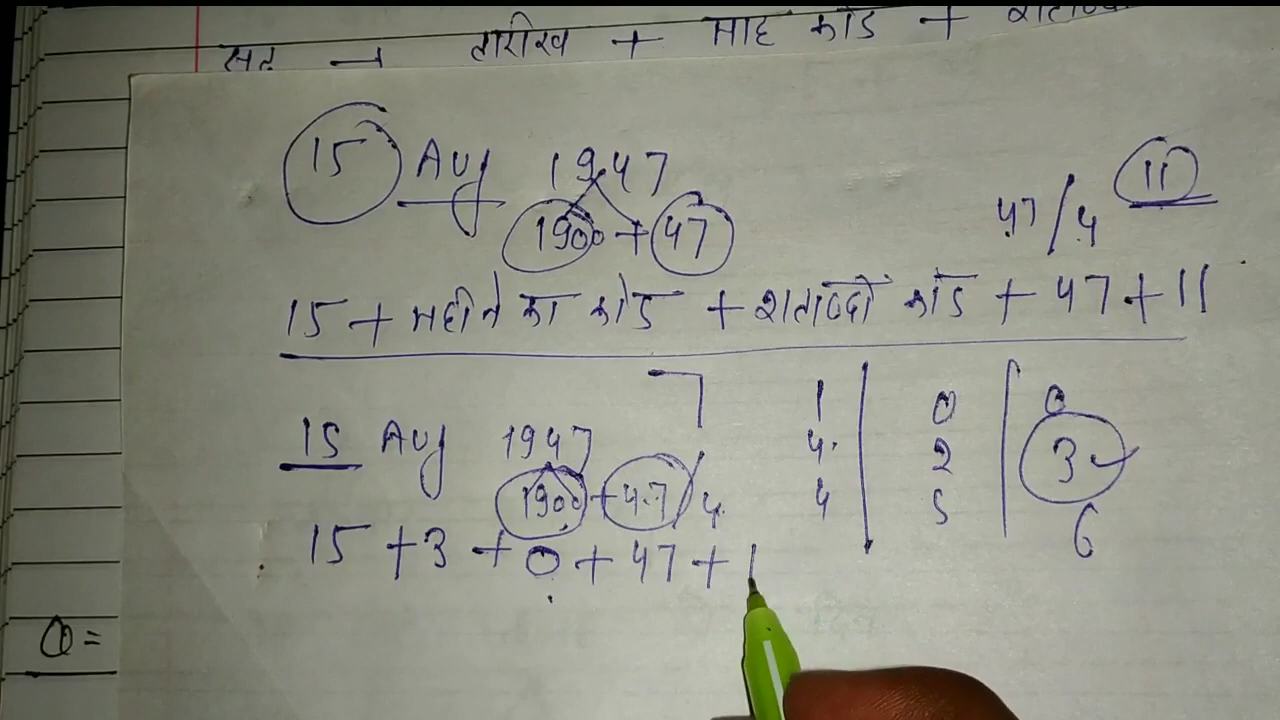 सन → तारीख + माह कोड +
15 Aug 1947
1900 + 47
47/4 11
15 + महीने का कोड + शताब्दी कोड + 47 + 11
15 Aug 1947
1900 + 47/4
15 + 3 + 0 + 47 + 1
1 0 0
4 2 3
4 5 6
Q =